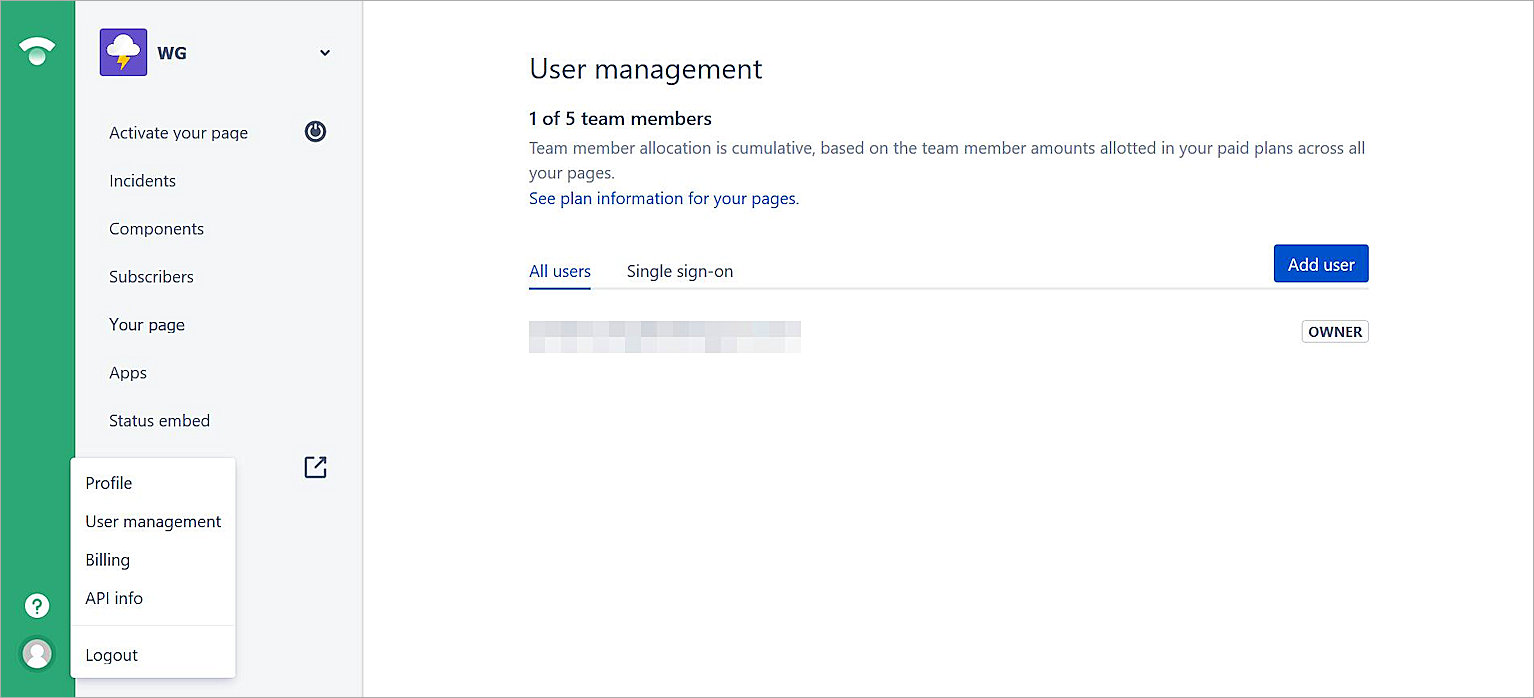 WG
Activate your page
Incidents
Components
Subscribers
Your page
Apps
Status embed
Profile
User management
Billing
API info
Logout
?
User management
1 of 5 team members
Team member allocation is cumulative, based on the team member amounts allotted in your paid plans across all
your pages.
See plan information for your pages.
All users
Single sign-on
Add user
OWNER